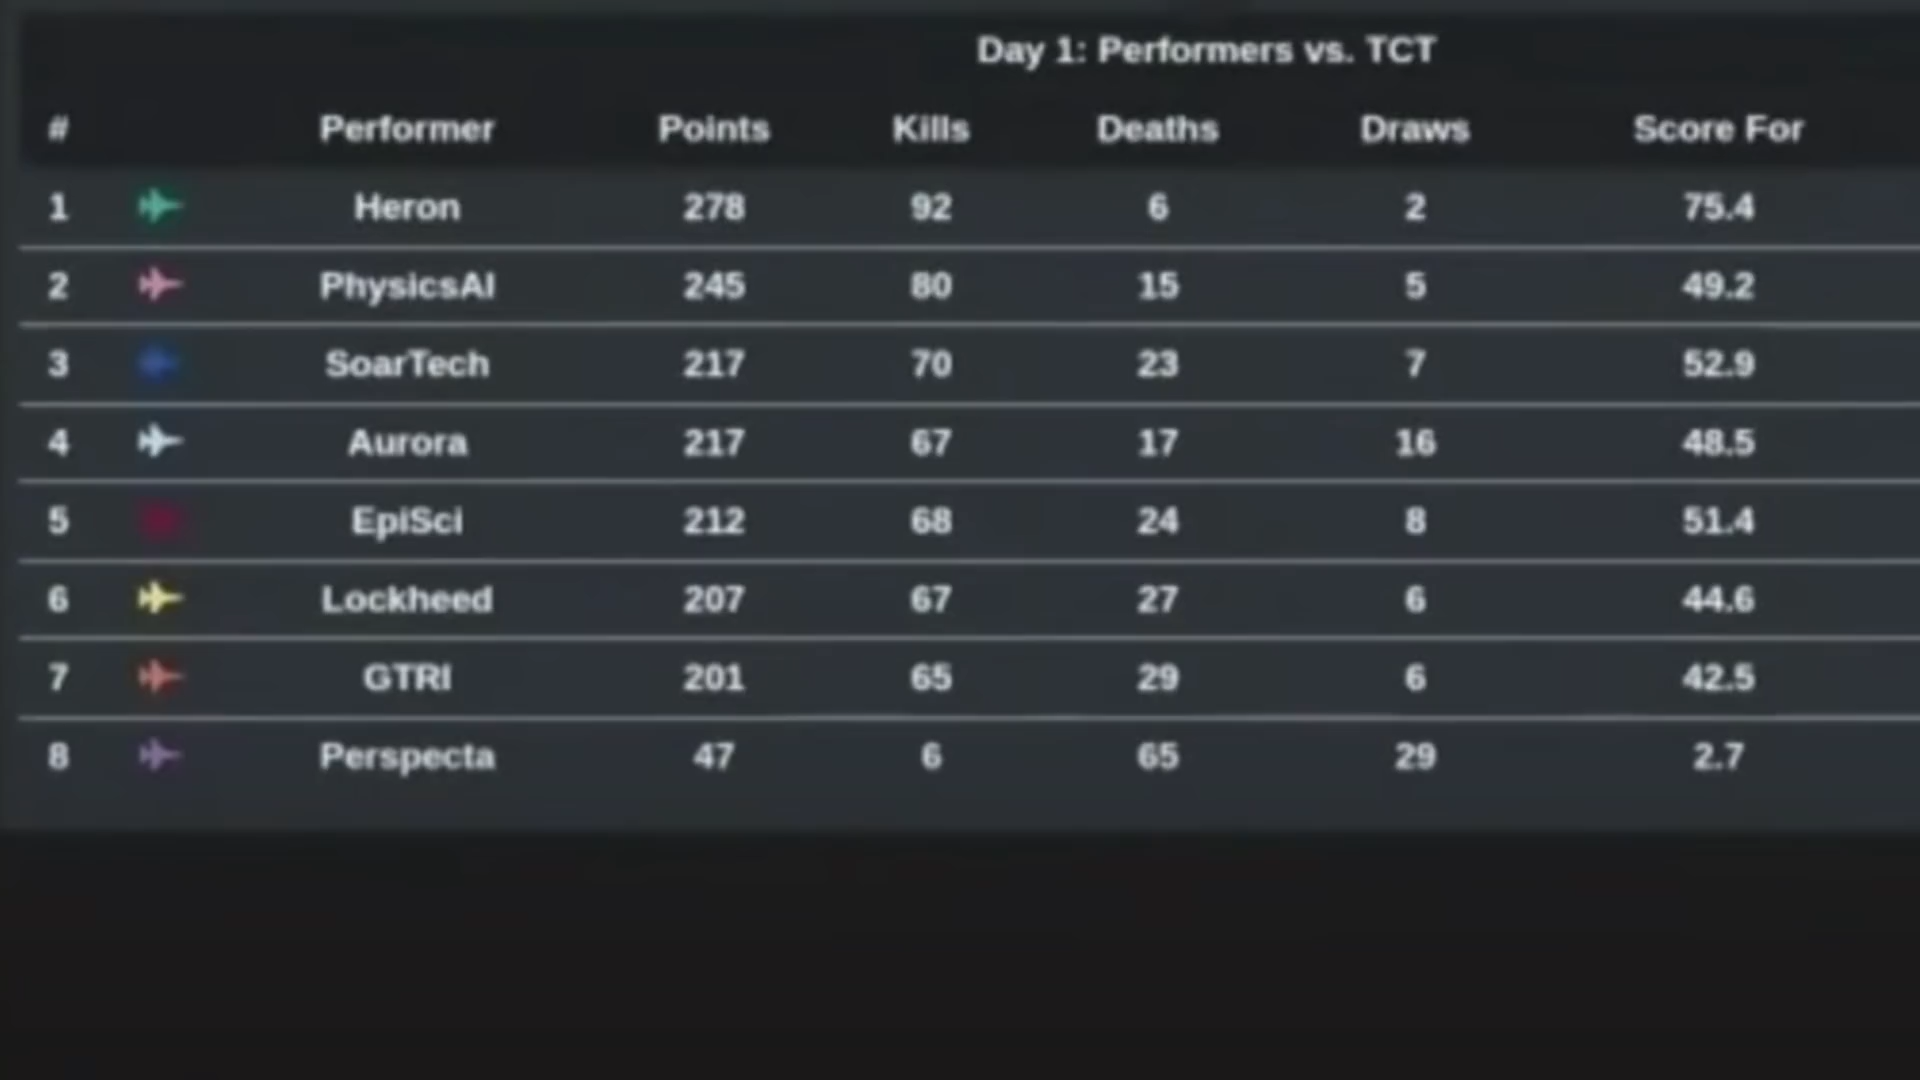 Day 1: Performers vs. TCT
# Performer Points Kills Deaths Draws Score For
1 Heron 278 92 6 2 75.4
2 PhysicsAI 245 80 15 5 49.2
3 SoarTech 217 70 23 7 52.9
4 Aurora 217 67 17 16 48.5
5 EpiSci 212 68 24 8 51.4
6 Lockheed 207 67 27 6 44.6
7 GTRI 201 65 29 6 42.5
8 Perspecta 47 6 65 29 2.7